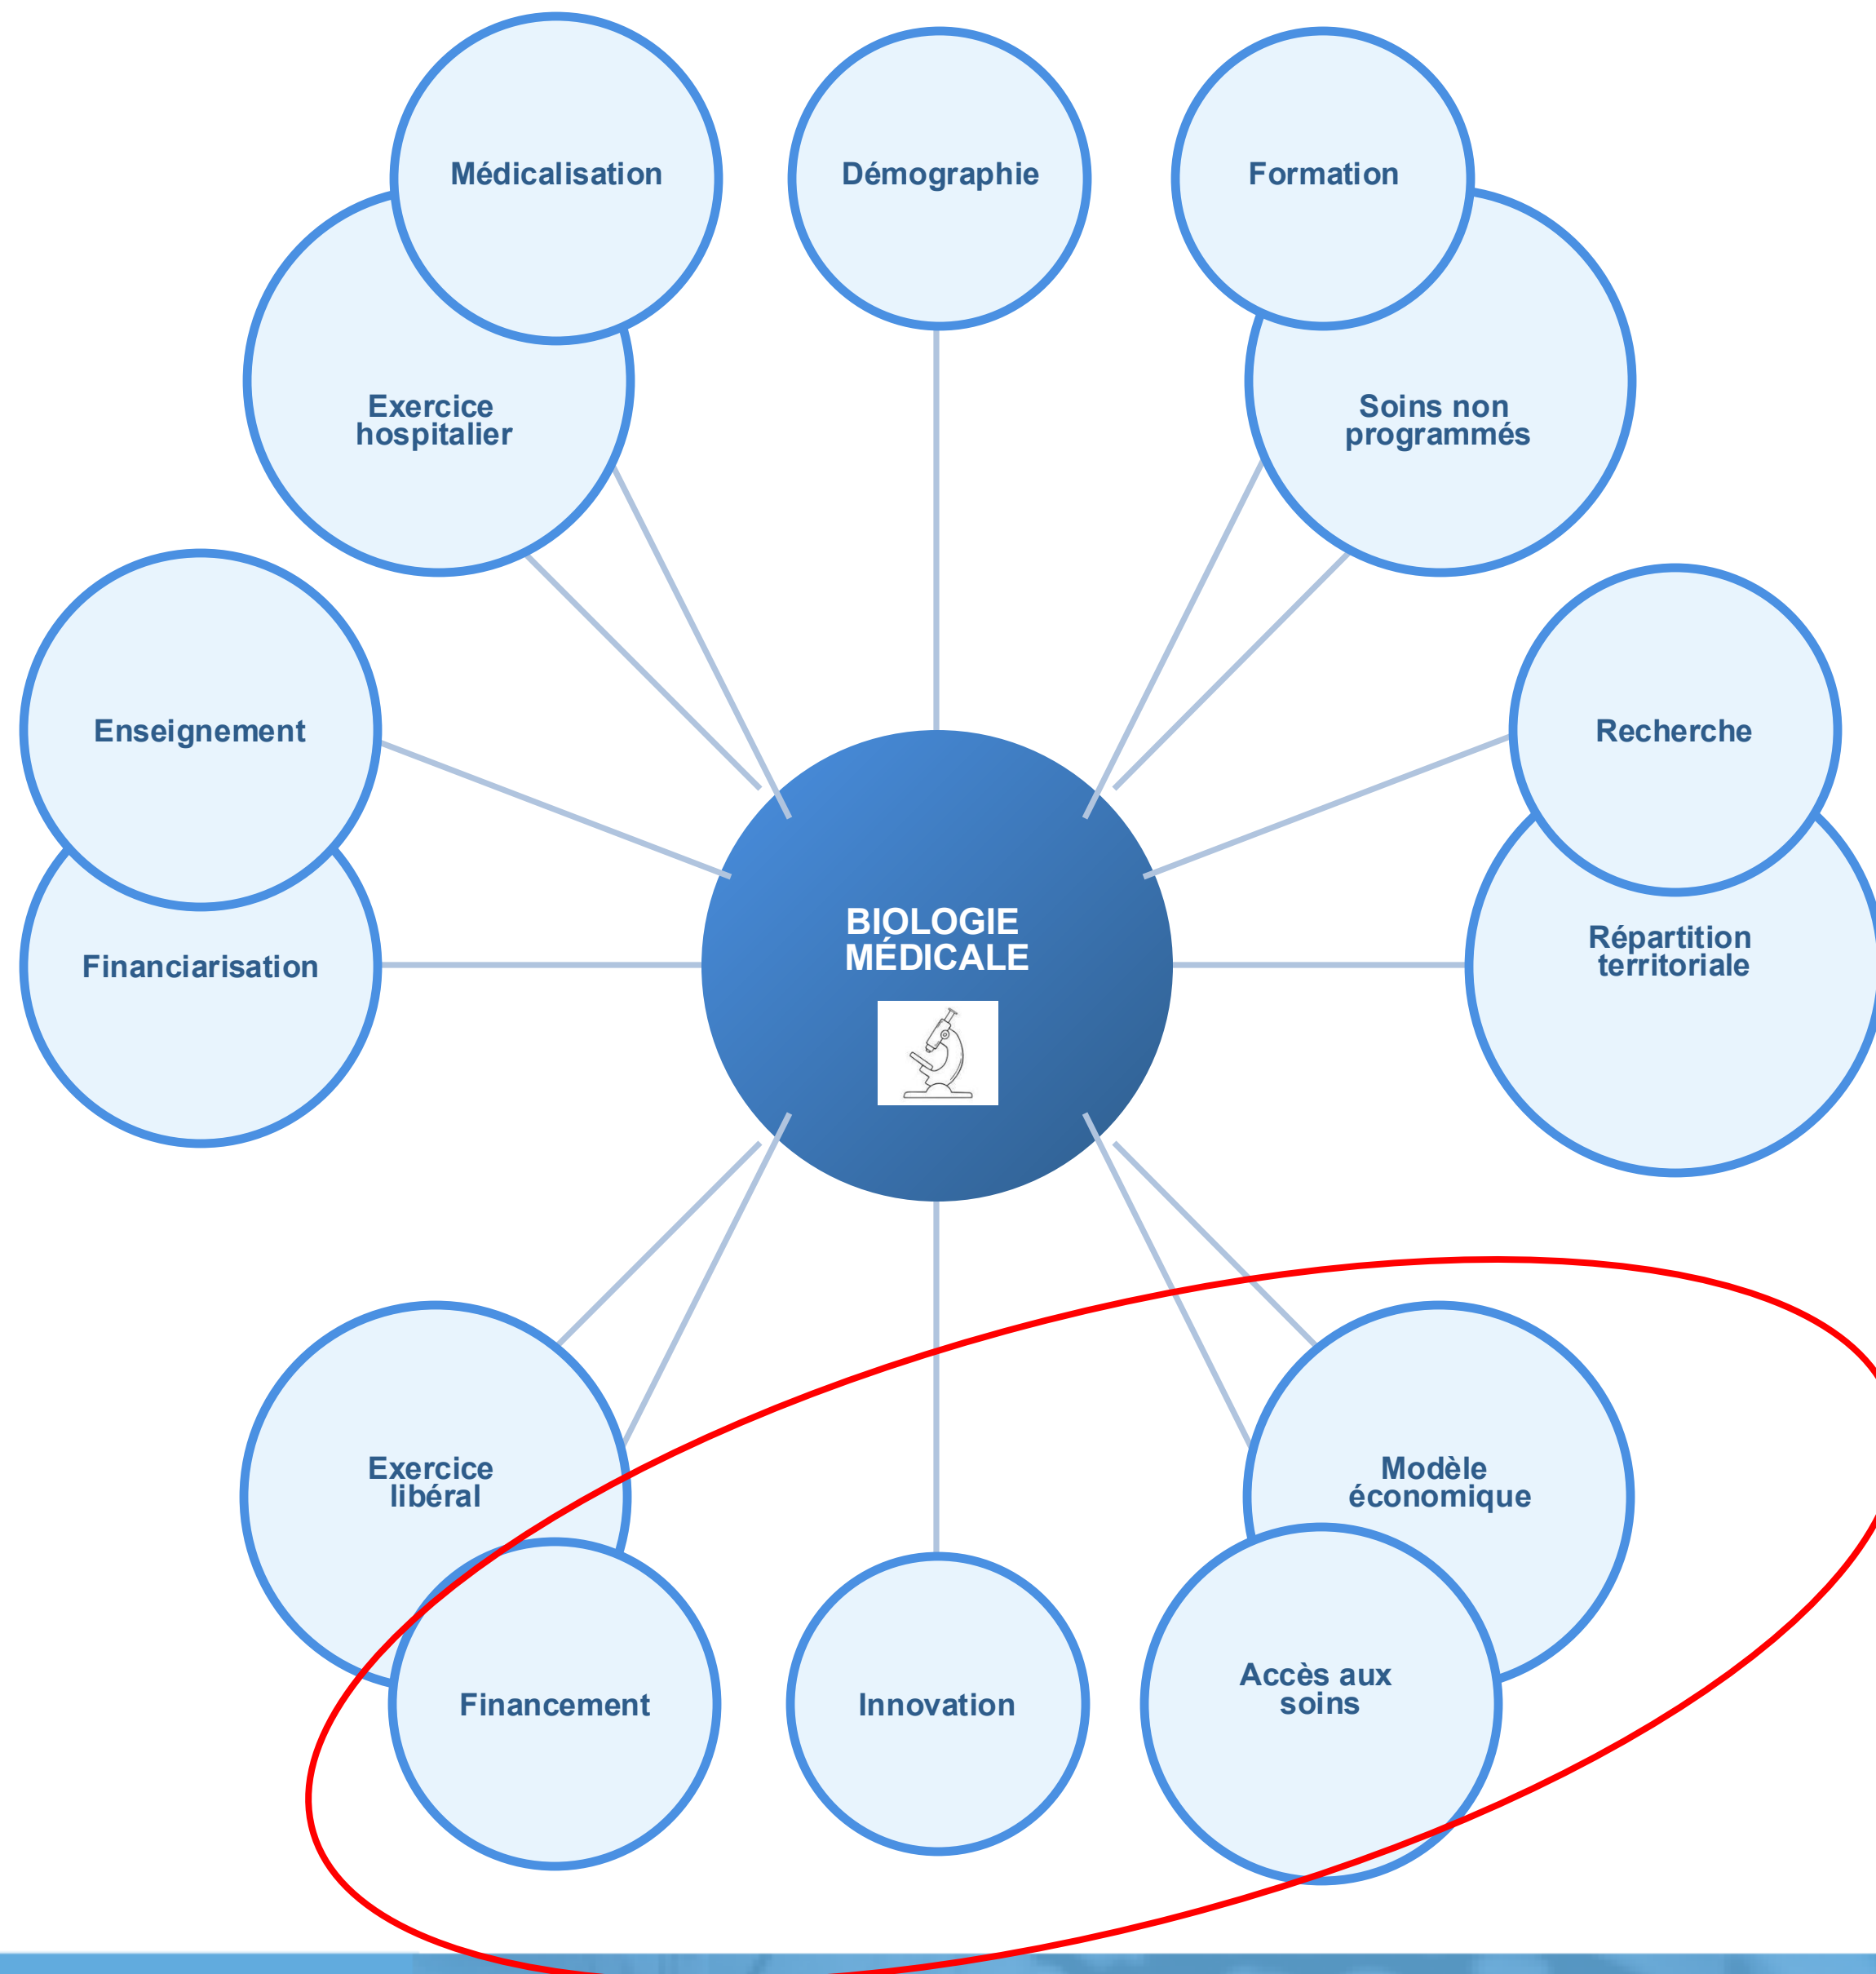 Médicalisation
Démographie
Formation
Exercice
hospitalier
Soins non
programmés
Enseignement
Recherche
Financiarisation
Répartition
territoriale
BIOLOGIE
MÉDICALE
Exercice
libéral
Modèle
économique
Financement
Innovation
Accès aux
soins